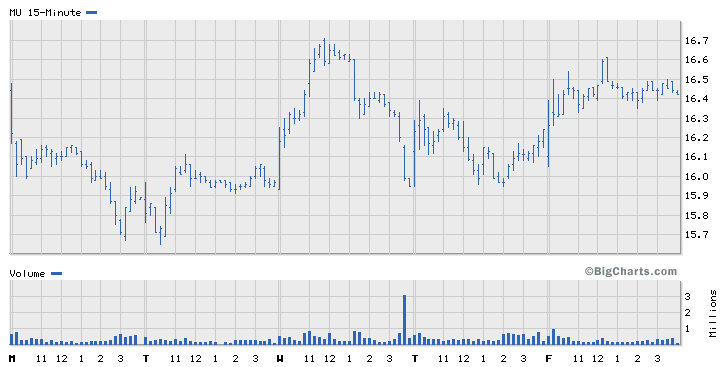 MU 15-Minute
16.7
16.6
16.5
16.4
16.3
16.2
16.1
16.0
15.9
15.8
15.7
Volume
©BigCharts.com
3
2
1
Millions
M 11 12 1 2 3 T 11 12 1 2 3 W 11 12 1 2 3 T 11 12 1 2 3 F 11 12 1 2 3